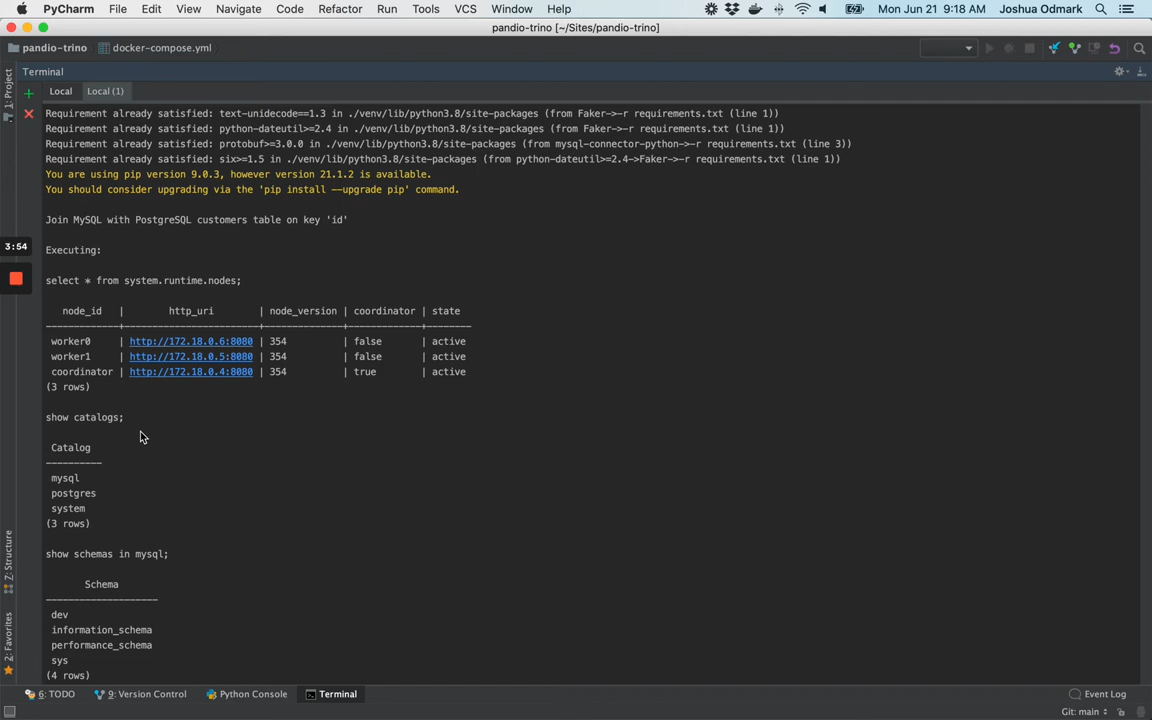 PyCharm File Edit View Navigate Code Refactor Run Tools VCS Window Help Mon Jun 21 9:18 AM Joshua Odmark
pandio-trino [~/Sites/pandio-trino]
pandio-trino docker-compose.yml
Terminal
1: Project
Local Local (1)
Requirement already satisfied: text-unidecode==1.3 in ./venv/lib/python3.8/site-packages (from Faker->-r requirements.txt (line 1))
Requirement already satisfied: python-dateutil>=2.4 in ./venv/lib/python3.8/site-packages (from Faker->-r requirements.txt (line 1))
Requirement already satisfied: protobuf>=3.0.0 in ./venv/lib/python3.8/site-packages (from mysql-connector-python->-r requirements.txt (line 3))
Requirement already satisfied: six>=1.5 in ./venv/lib/python3.8/site-packages (from python-dateutil>=2.4->Faker->-r requirements.txt (line 1))
You are using pip version 9.0.3, however version 21.1.2 is available.
You should consider upgrading via the 'pip install --upgrade pip' command.
Join MySQL with PostgreSQL customers table on key 'id'
3:54
Executing:
select * from system.runtime.nodes;
node_id | http_uri | node_version | coordinator | state
-------------+--------------------------+--------------+-------------+--------
worker0 | http://172.18.0.6:8080 | 354 | false | active
worker1 | http://172.18.0.5:8080 | 354 | false | active
coordinator | http://172.18.0.4:8080 | 354 | true | active
(3 rows)
show catalogs;
Catalog
----------
mysql
postgres
system
(3 rows)
show schemas in mysql;
Schema
--------------------
dev
information_schema
performance_schema
sys
(4 rows)
7: Structure
2: Favorites
6: TODO 9: Version Control Python Console Terminal Event Log
Git: main